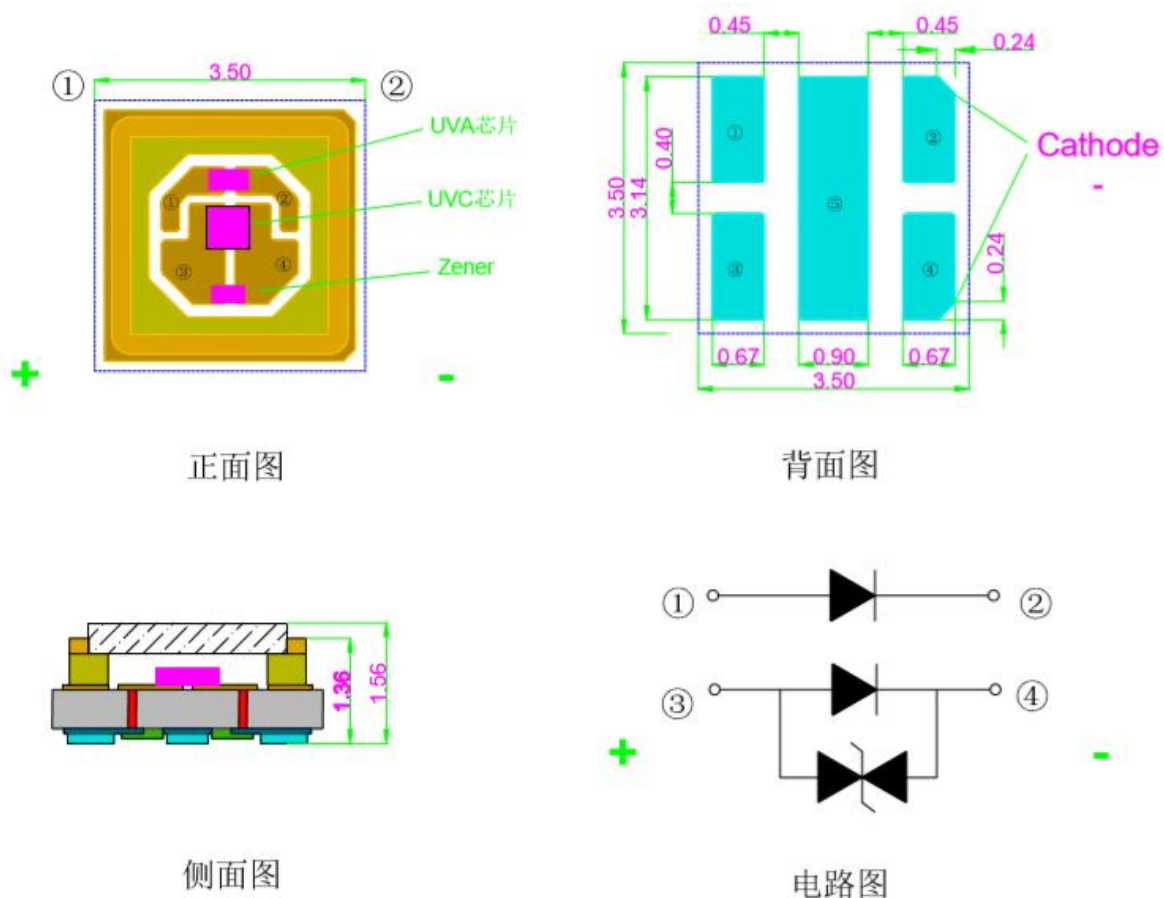 ① 3.50 ②
UVA芯片
UVC芯片
Zener
① ②
③ ④
+ -
正面图
0.45 0.45
0.24
① ②
Cathode
-
0.40
3.50
3.14
⑤
③ ④
0.24
0.67 0.90 0.67
3.50
背面图
1.36
1.56
侧面图
① ②
③ ④
+ -
电路图